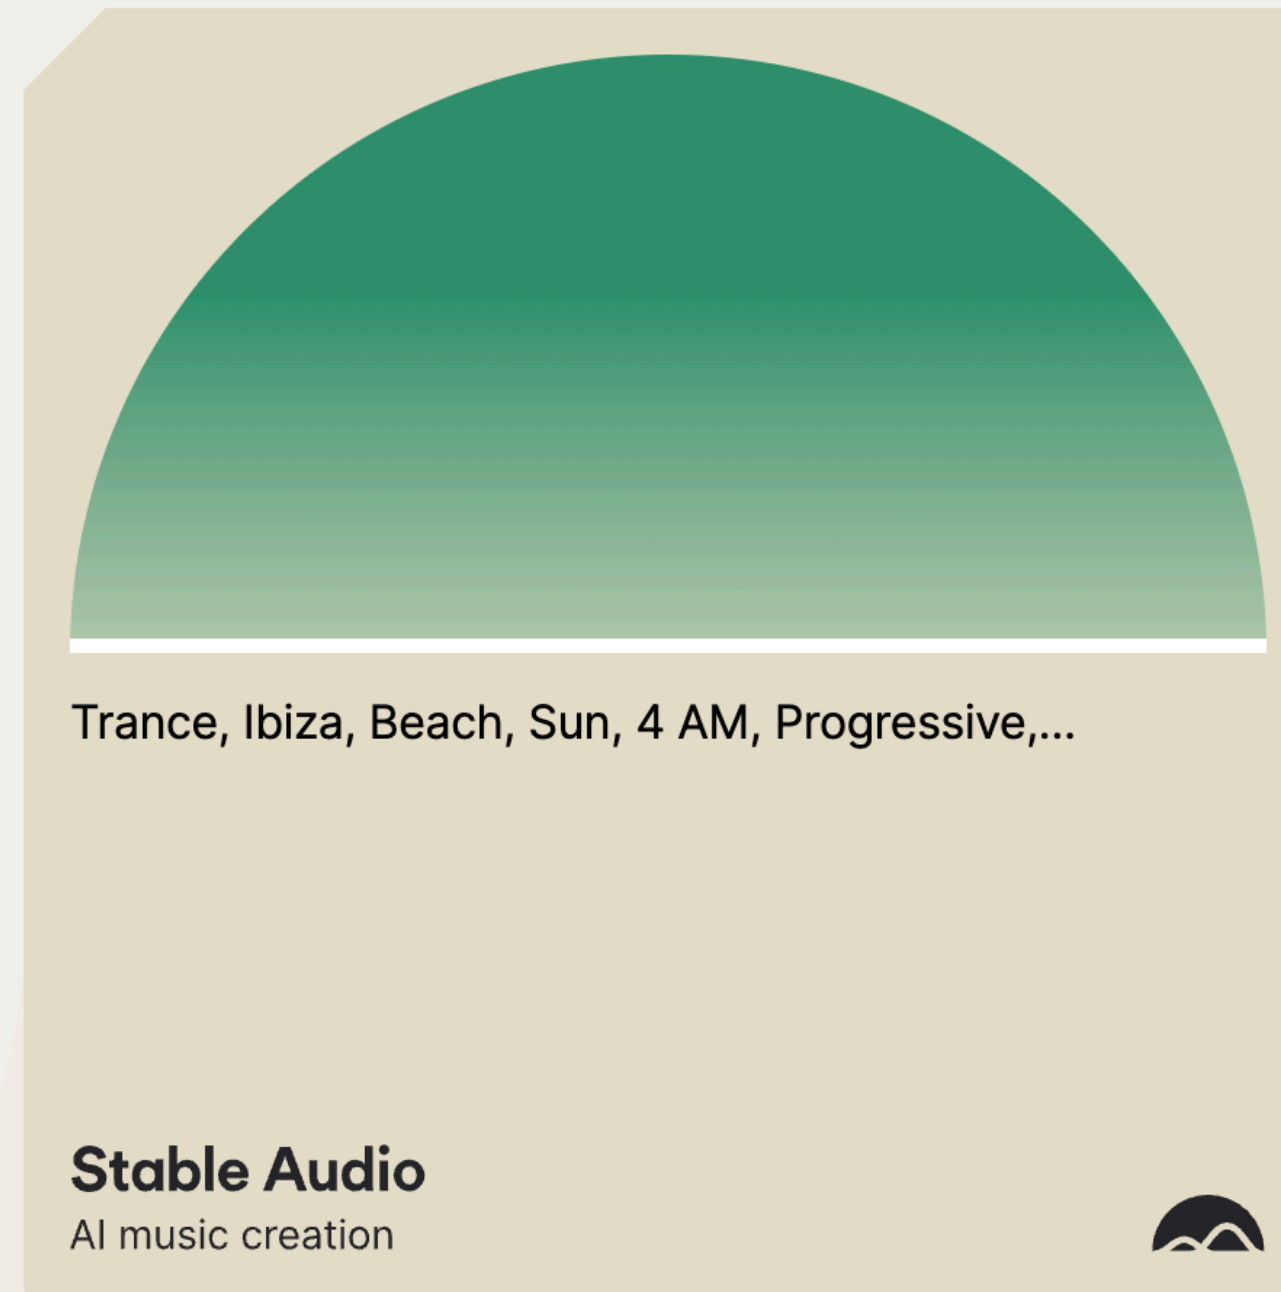 Trance, Ibiza, Beach, Sun, 4 AM, Progressive,...
Stable Audio
AI music creation